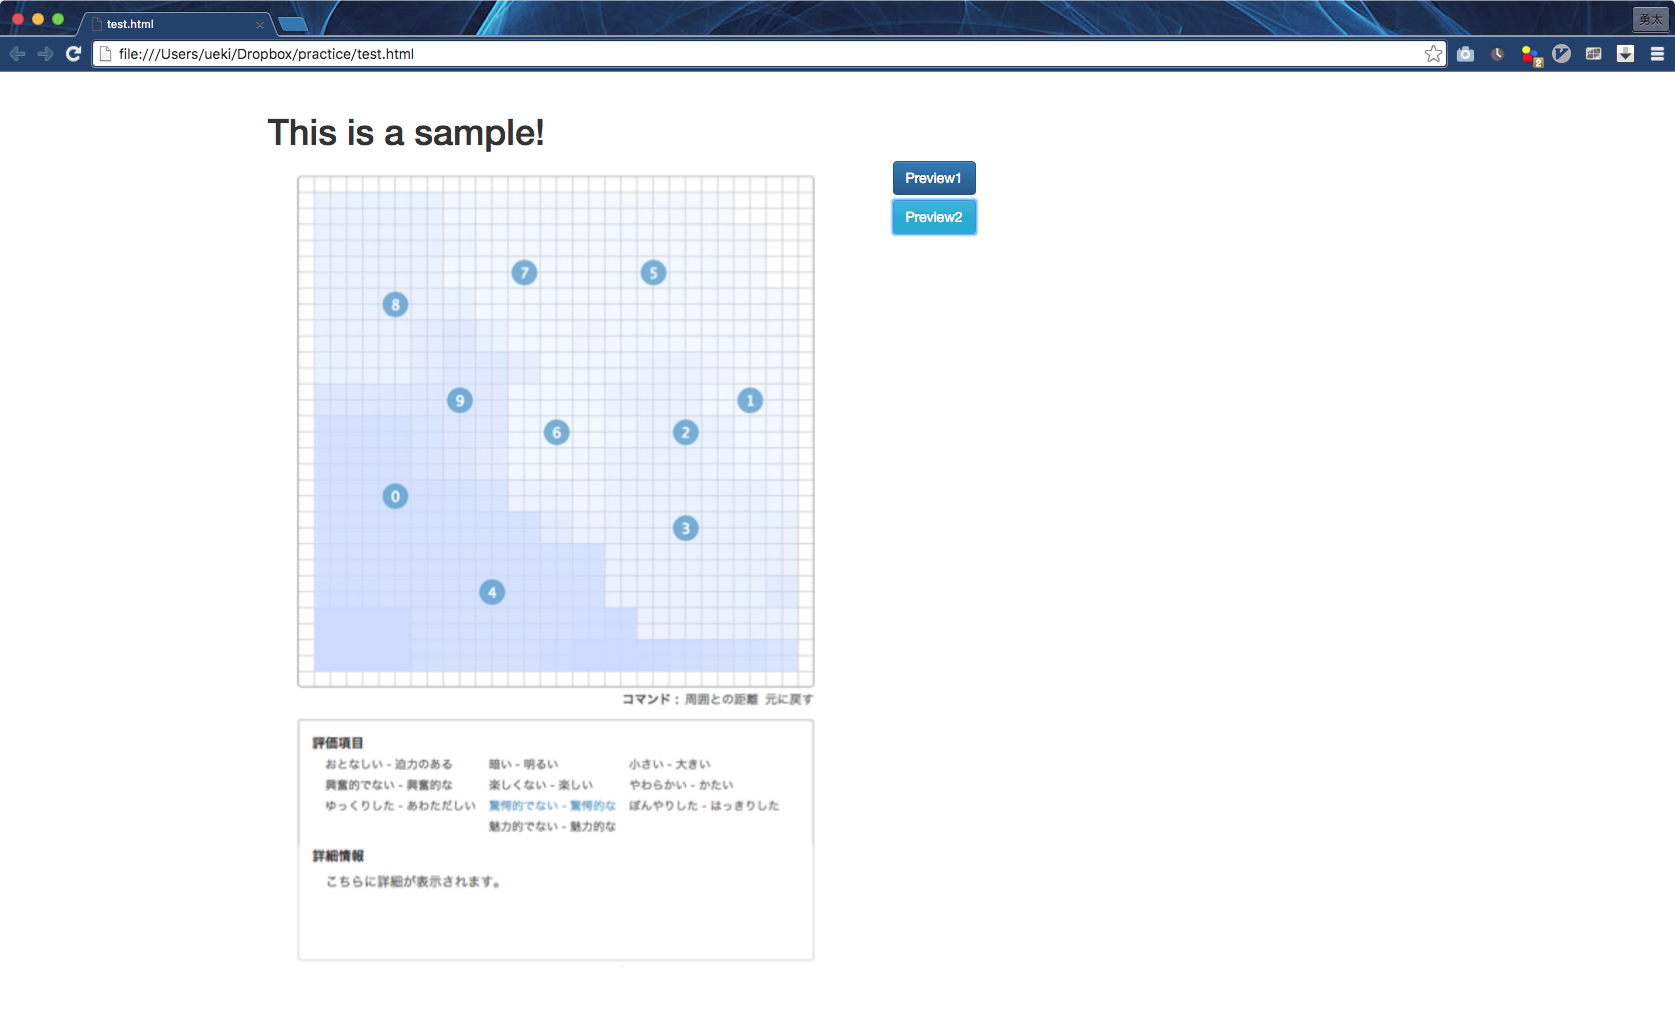 test.html
勇太
file:///Users/ueki/Dropbox/practice/test.html
2
This is a sample!
Preview1
Preview2
7
5
8
9
1
6
2
0
3
4
コマンド： 周囲との距離 元に戻す
評価項目
おとなしい - 迫力のある 暗い - 明るい 小さい - 大きい
興奮的でない - 興奮的な 楽しくない - 楽しい やわらかい - かたい
ゆっくりした - あわただしい 驚愕的でない - 驚愕的な ぼんやりした - はっきりした
魅力的でない - 魅力的な
詳細情報
こちらに詳細が表示されます。